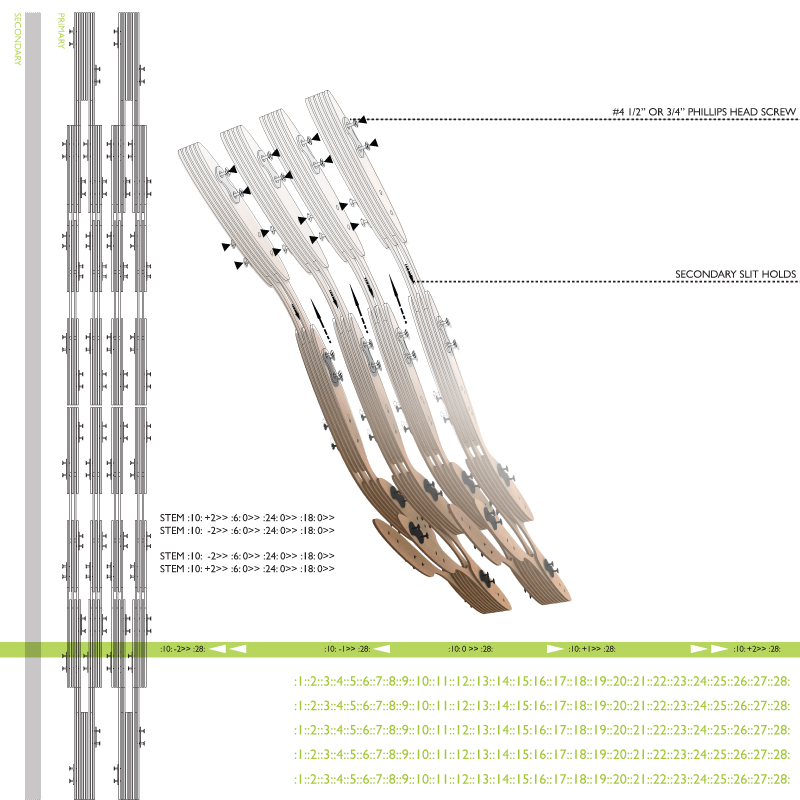 SECONDARY
PRIMARY
#4 1/2” OR 3/4” PHILLIPS HEAD SCREW
SECONDARY SLIT HOLDS
STEM :10: +2>> :6: 0>> :24: 0>> :18: 0>>
STEM :10: -2>> :6: 0>> :24: 0>> :18: 0>>
STEM :10: -2>> :6: 0>> :24: 0>> :18: 0>>
STEM :10: +2>> :6: 0>> :24: 0>> :18: 0>>
:10: -2>> :28: :10: -1>> :28: :10: 0 >> :28: :10: +1>> :28: :10: +2>> :28:
:1::2::3::4::5::6::7::8::9::10::11::12::13::14::15:16::17::18::19::20::21::22::23::24::25::26::27::28:
:1::2::3::4::5::6::7::8::9::10::11::12::13::14::15:16::17::18::19::20::21::22::23::24::25::26::27::28:
:1::2::3::4::5::6::7::8::9::10::11::12::13::14::15:16::17::18::19::20::21::22::23::24::25::26::27::28:
:1::2::3::4::5::6::7::8::9::10::11::12::13::14::15:16::17::18::19::20::21::22::23::24::25::26::27::28:
:1::2::3::4::5::6::7::8::9::10::11::12::13::14::15:16::17::18::19::20::21::22::23::24::25::26::27::28: